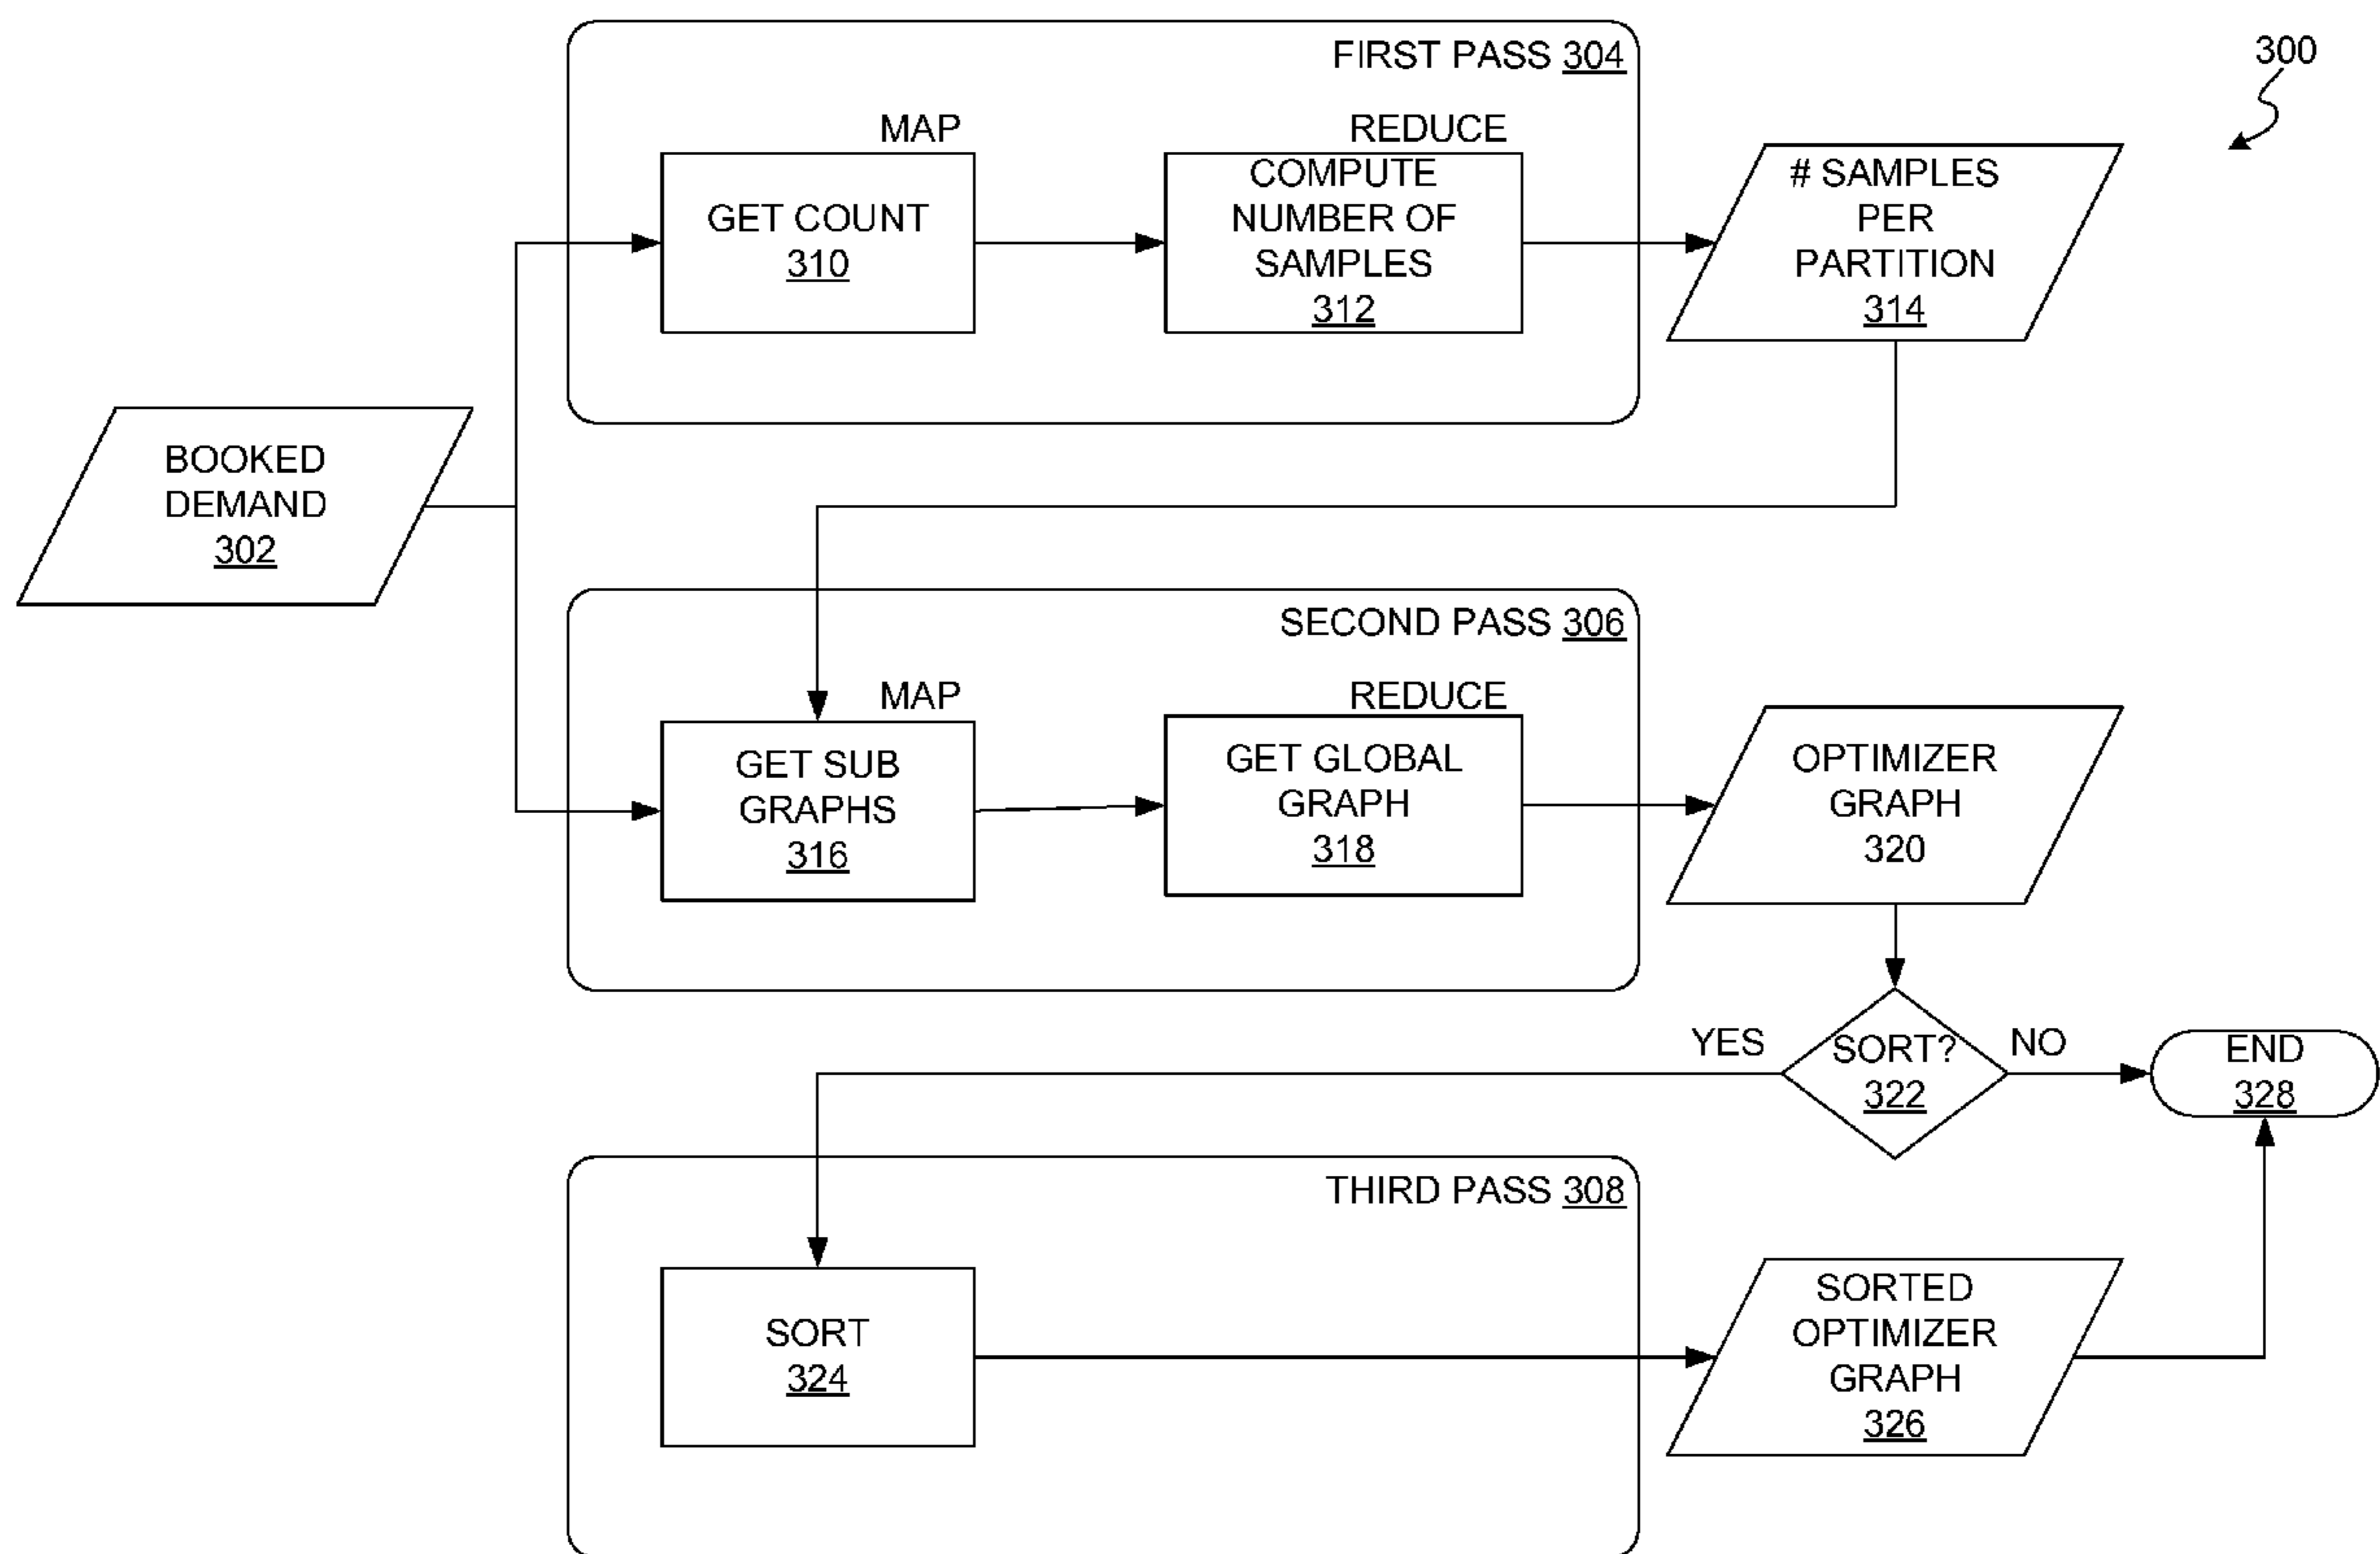 300
FIRST PASS 304
MAP
REDUCE
GET COUNT
310
COMPUTE
NUMBER OF
SAMPLES
312
# SAMPLES
PER
PARTITION
314
BOOKED
DEMAND
302
SECOND PASS 306
MAP
REDUCE
GET SUB
GRAPHS
316
GET GLOBAL
GRAPH
318
OPTIMIZER
GRAPH
320
YES
SORT?
322
NO
END
328
THIRD PASS 308
SORT
324
SORTED
OPTIMIZER
GRAPH
326